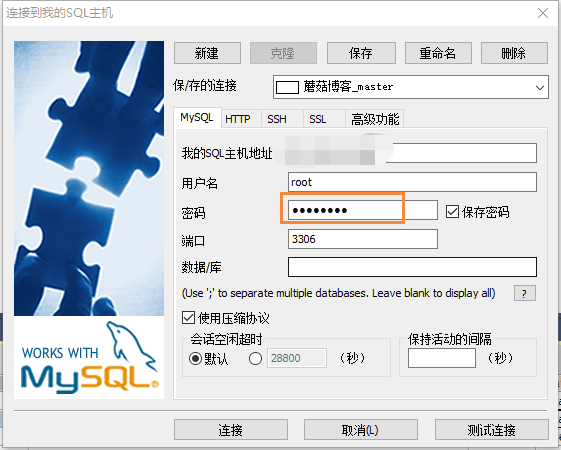 连接到我的SQL主机
新建 克隆 保存 重命名 删除
保/存的连接 蘑菇博客_master
MySQL HTTP SSH SSL 高级功能
我的SQL主机地址
用户名 root
密码 ●●●●●●●● 保存密码
端口 3306
数据/库
(Use ';' to separate multiple databases. Leave blank to display all) ?
使用压缩协议
会话空闲超时 保持活动的间隔
默认 28800 (秒) (秒)
WORKS WITH
MySQL®
连接 取消(L) 测试连接